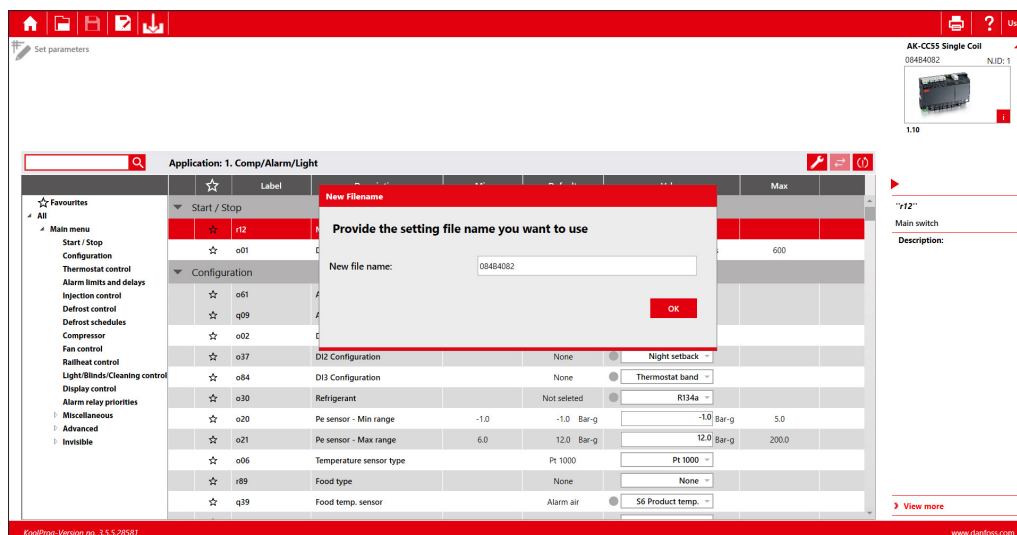 Us
Set parameters
AK-CC55 Single Coil
084B4082 N.ID: 1
i
1.10
Application: 1. Comp/Alarm/Light
Label Max
Favourites
All
Main menu
Start / Stop
Configuration
Thermostat control
Alarm limits and delays
Injection control
Defrost control
Defrost schedules
Compressor
Fan control
Railheat control
Light/Blinds/Cleaning control
Display control
Alarm relay priorities
Miscellaneous
Advanced
Invisible
Start / Stop
r12
o01 600
Configuration
o61
q09
o02
New Filename
Provide the setting file name you want to use
New file name: 084B4082
OK
o37 DI2 Configuration None Night setback
o84 DI3 Configuration None Thermostat band
o30 Refrigerant Not seleted R134a
o20 Pe sensor - Min range -1.0 -1.0 Bar-g -1.0 Bar-g 5.0
o21 Pe sensor - Max range 6.0 12.0 Bar-g 12.0 Bar-g 200.0
o06 Temperature sensor type Pt 1000 Pt 1000
r89 Food type None None
q39 Food temp. sensor Alarm air S6 Product temp.
"r12"
Main switch
Description:
View more
KoolProg-Version no. 3.5.5.28581
www.danfoss.com